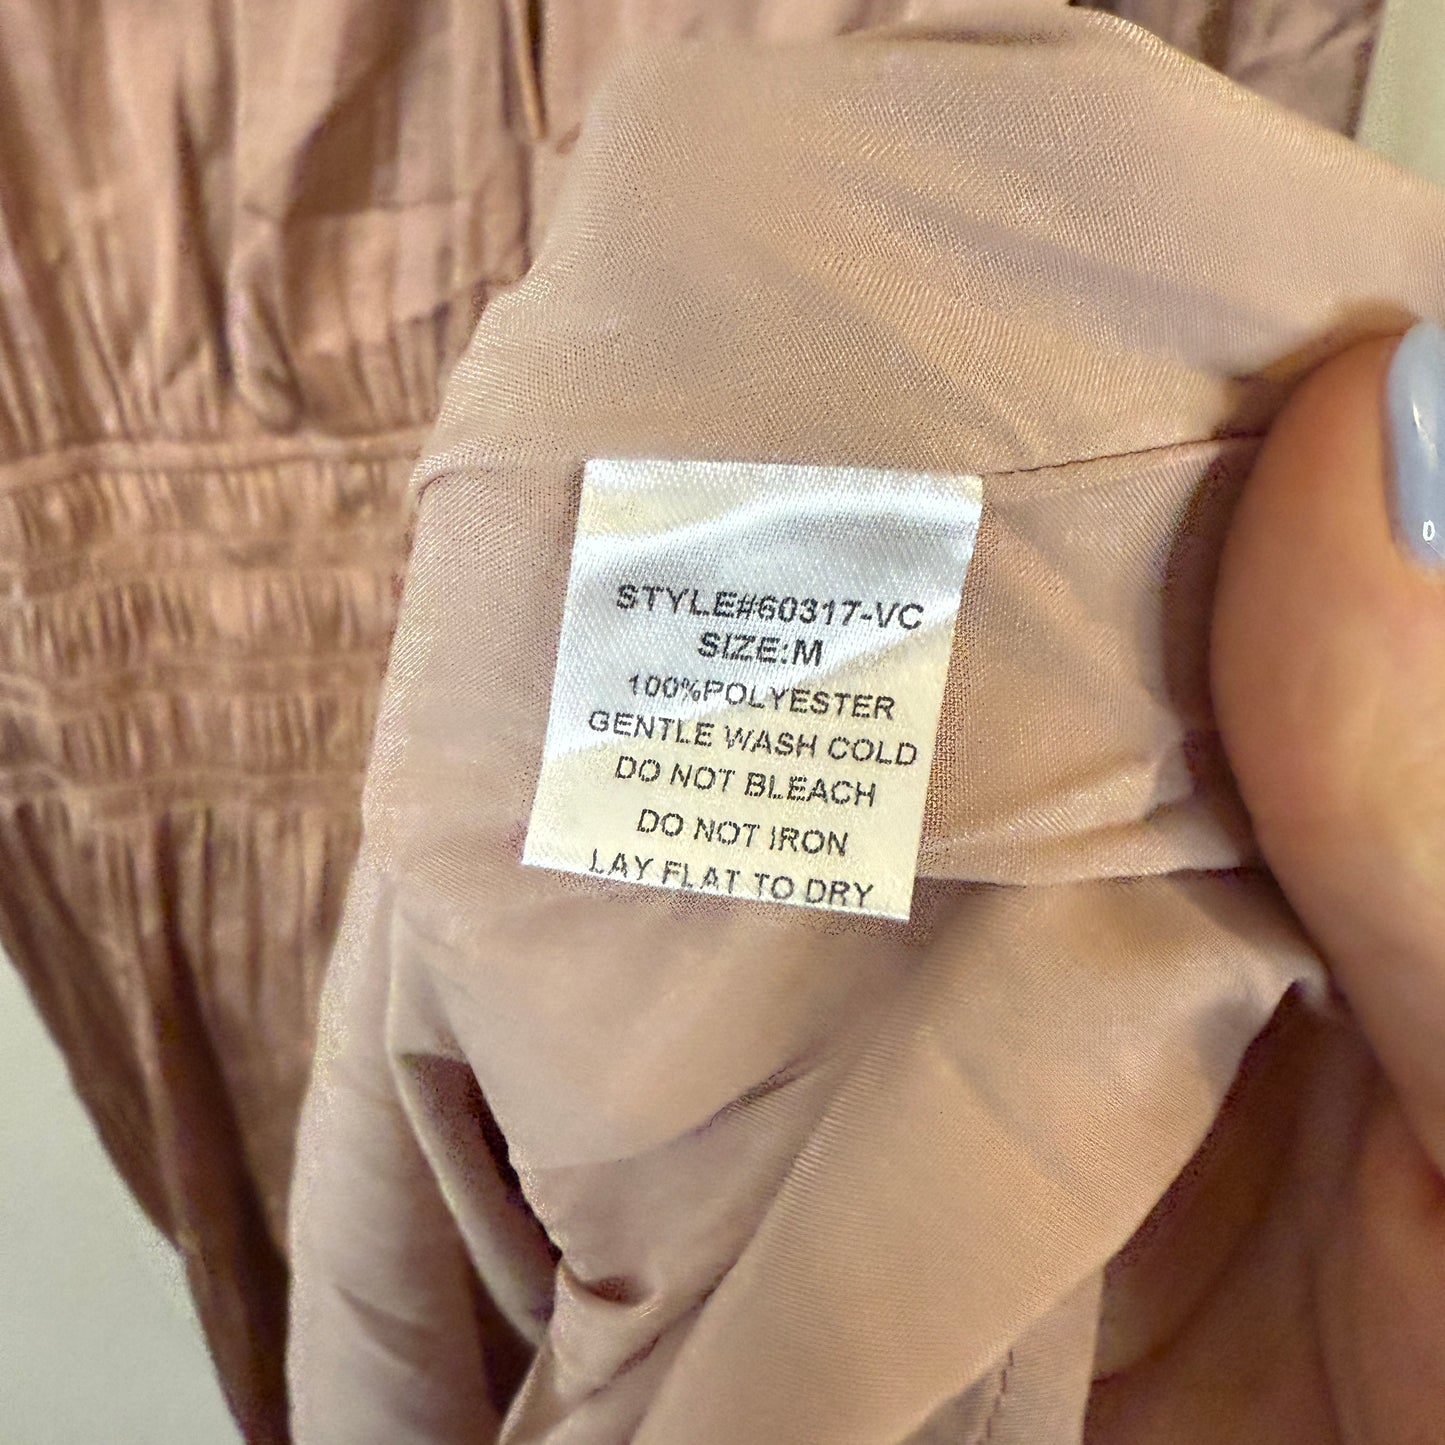 STYLE#60317-VC
SIZE:M
100%POLYESTER
GENTLE WASH COLD
DO NOT BLEACH
DO NOT IRON
LAY FLAT TO DRY